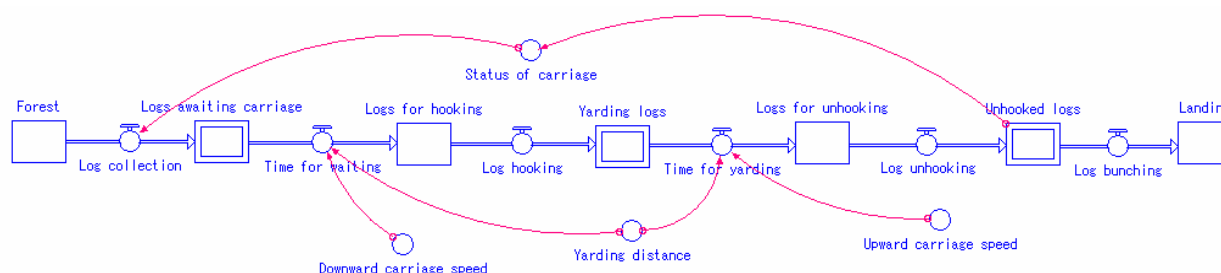 Status of carriage
Forest
Logs awaiting carriage
Logs for hooking
Yarding logs
Logs for unhooking
Unhooked logs
Landin
Log collection
Time for waiting
Log hooking
Time for yarding
Log unhooking
Log bunching
Downward carriage speed
Yarding distance
Upward carriage speed